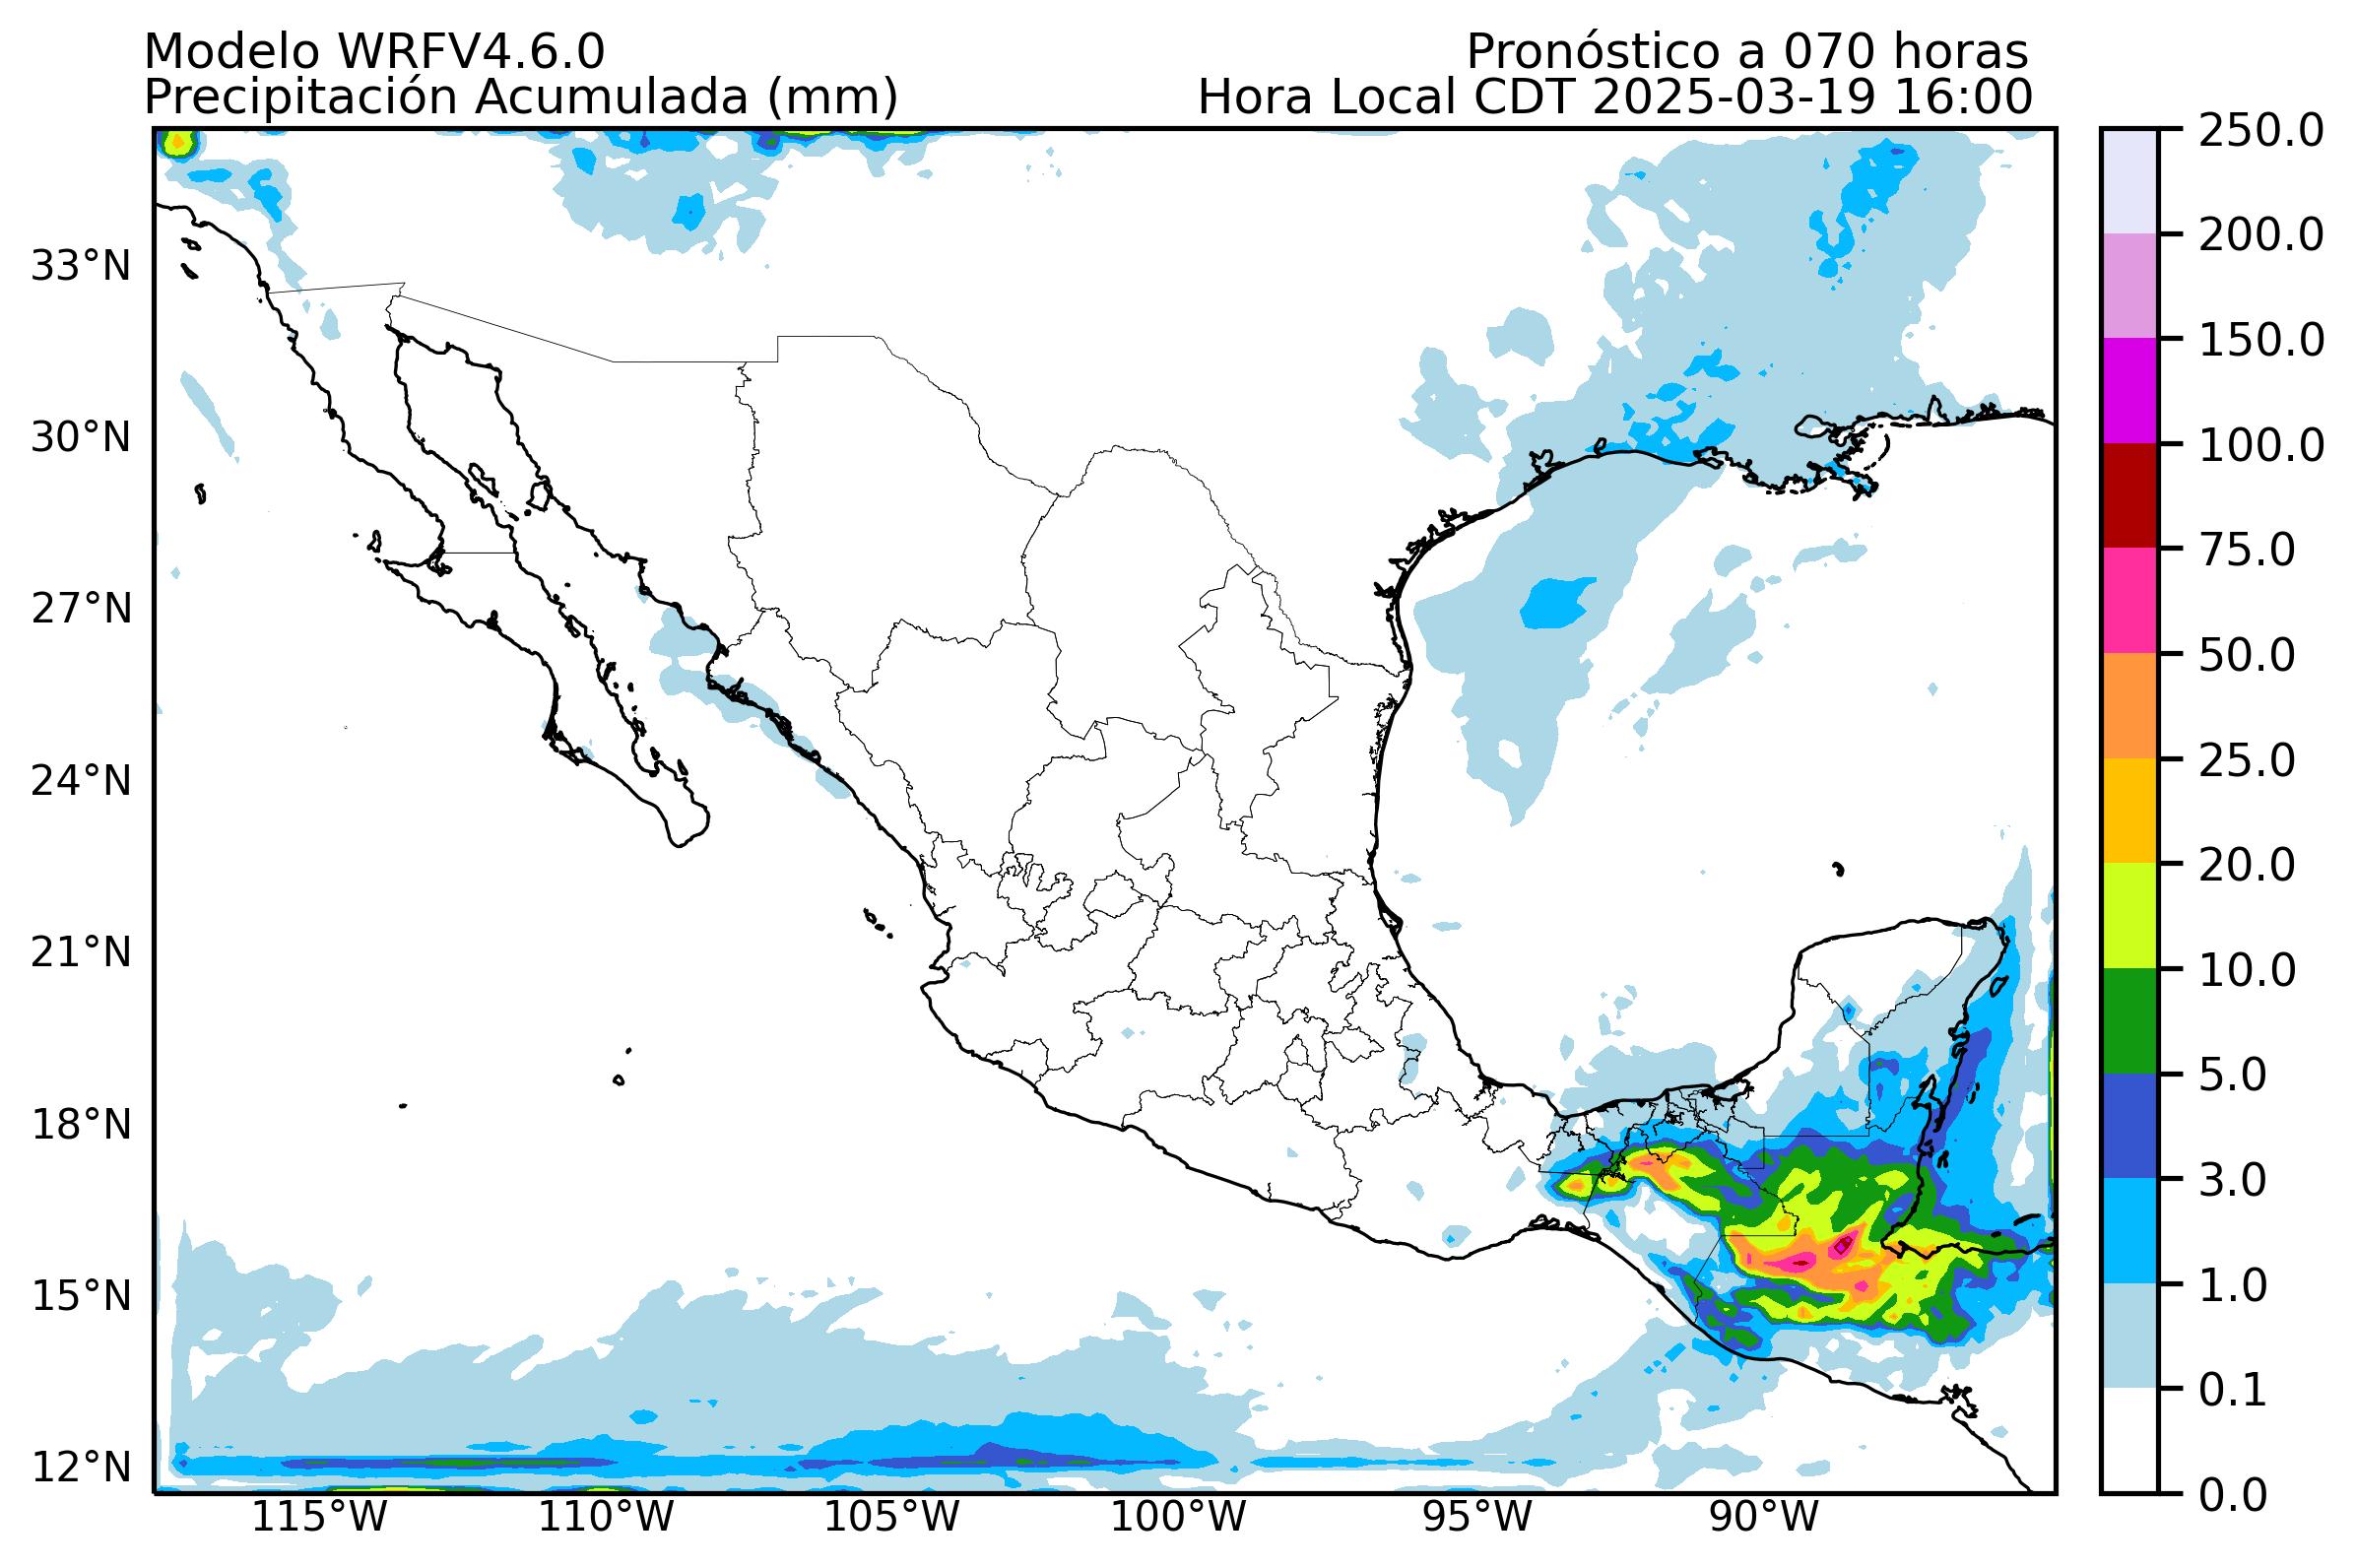 Modelo WRFV4.6.0
Pronóstico a 070 horas
Precipitación Acumulada (mm)
Hora Local CDT 2025-03-19 16:00
33°N
30°N
27°N
24°N
21°N
18°N
15°N
12°N
115°W
110°W
105°W
100°W
95°W
90°W
250.0
200.0
150.0
100.0
75.0
50.0
25.0
20.0
10.0
5.0
3.0
1.0
0.1
0.0